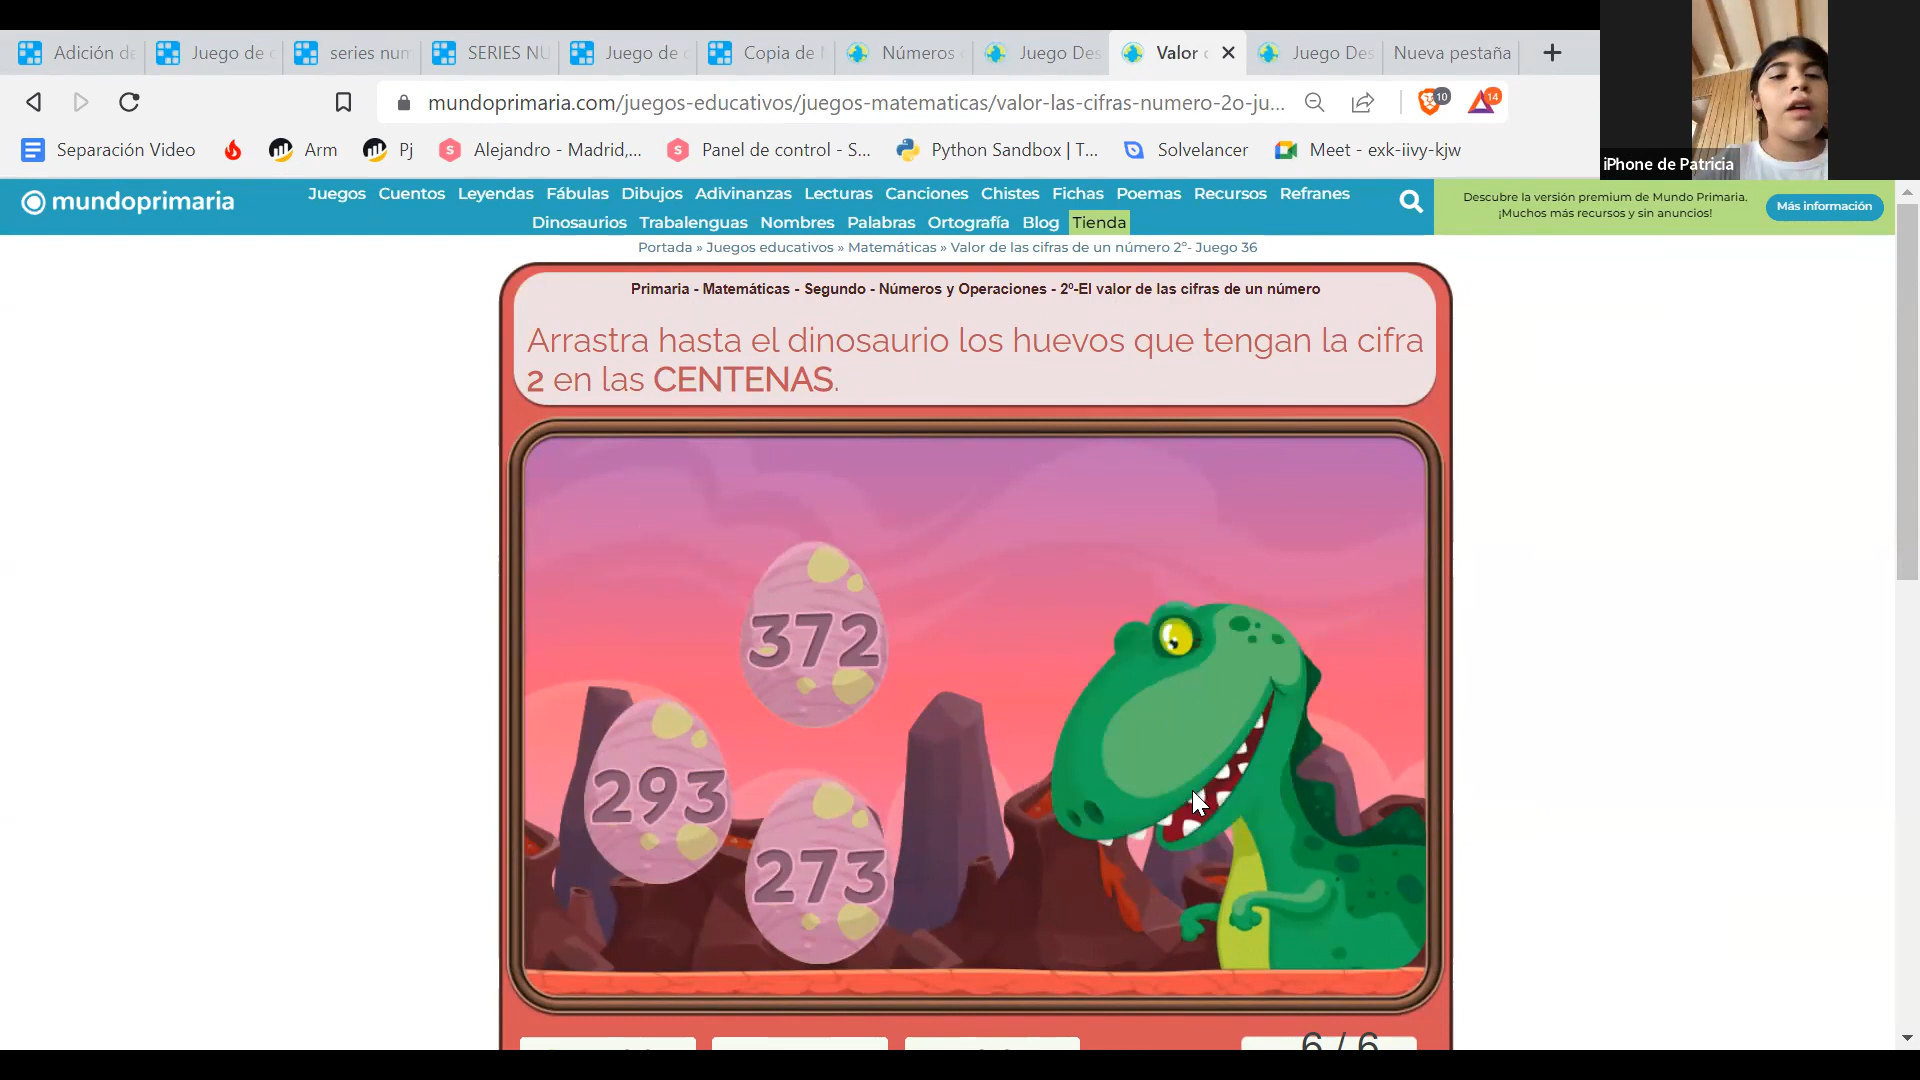 Adición de
Juego de c
series num
SERIES NU
Juego de c
Copia de
Números
Juego Des
Valor
Juego Des
Nueva pestaña
mundoprimaria.com/juegos-educativos/juegos-matematicas/valor-las-cifras-numero-2o-ju...
10
14
Separación Video
Arm
Pj
Alejandro - Madrid,...
Panel de control - S...
Python Sandbox | T...
Solvelancer
Meet - exk-iivy-kjw
iPhone de Patricia
mundoprimaria
Juegos Cuentos Leyendas Fábulas Dibujos Adivinanzas Lecturas Canciones Chistes Fichas Poemas Recursos Refranes
Dinosaurios Trabalenguas Nombres Palabras Ortografía Blog Tienda
Descubre la versión premium de Mundo Primaria.
¡Muchos más recursos y sin anuncios!
Más información
Portada » Juegos educativos » Matemáticas » Valor de las cifras de un número 2º- Juego 36
Primaria - Matemáticas - Segundo - Números y Operaciones - 2º-El valor de las cifras de un número
Arrastra hasta el dinosaurio los huevos que tengan la cifra
2 en las CENTENAS.
372
293
273
6 / 6